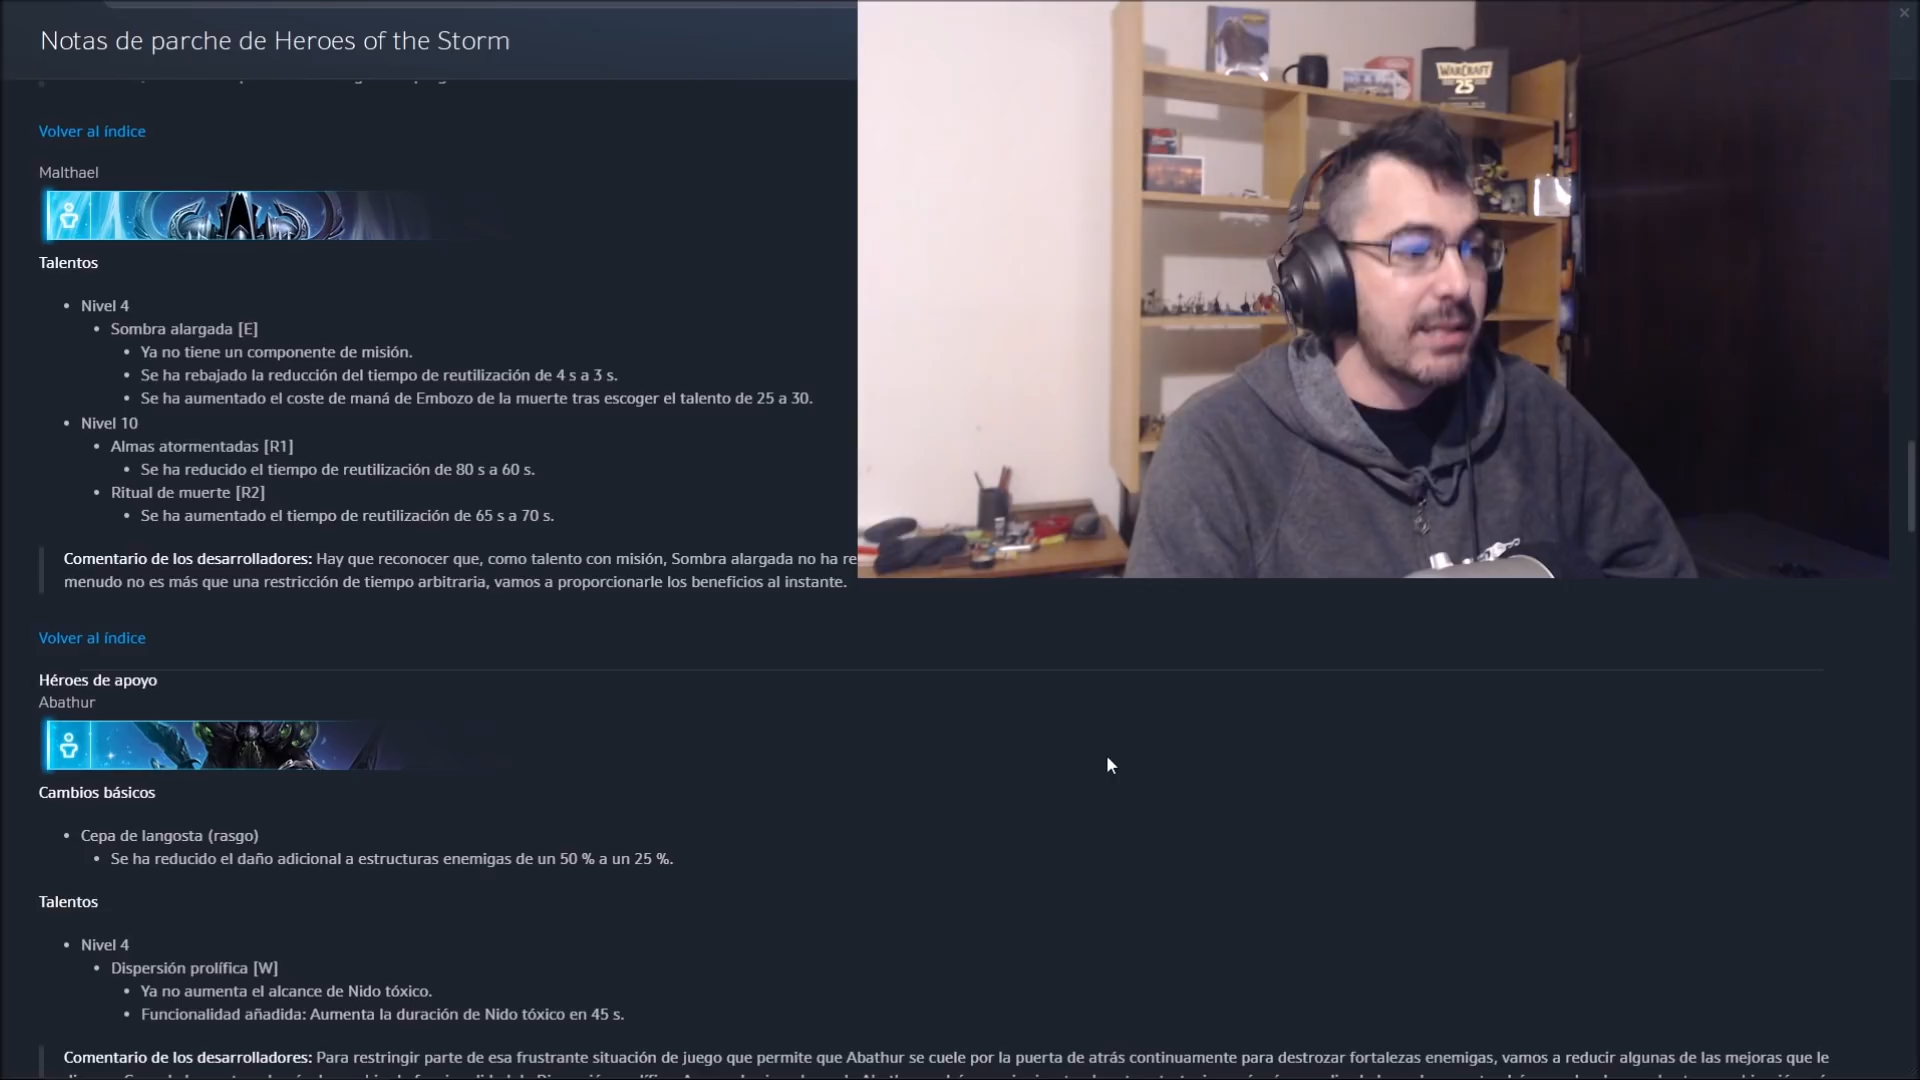 Notas de parche de Heroes of the Storm
Volver al índice
Malthael
Talentos
Nivel 4
Sombra alargada [E]
Ya no tiene un componente de misión.
Se ha rebajado la reducción del tiempo de reutilización de 4 s a 3 s.
Se ha aumentado el coste de maná de Embozo de la muerte tras escoger el talento de 25 a 30.
Nivel 10
Almas atormentadas [R1]
Se ha reducido el tiempo de reutilización de 80 s a 60 s.
Ritual de muerte [R2]
Se ha aumentado el tiempo de reutilización de 65 s a 70 s.
Comentario de los desarrolladores: Hay que reconocer que, como talento con misión, Sombra alargada no ha re
menudo no es más que una restricción de tiempo arbitraria, vamos a proporcionarle los beneficios al instante.
WARCRAFT
25
Volver al índice
Héroes de apoyo
Abathur
Cambios básicos
Cepa de langosta (rasgo)
Se ha reducido el daño adicional a estructuras enemigas de un 50 % a un 25 %.
Talentos
Nivel 4
Dispersión prolífica [W]
Ya no aumenta el alcance de Nido tóxico.
Funcionalidad añadida: Aumenta la duración de Nido tóxico en 45 s.
Comentario de los desarrolladores: Para restringir parte de esa frustrante situación de juego que permite que Abathur se cuele por la puerta de atrás continuamente para destrozar fortalezas enemigas, vamos a reducir algunas de las mejoras que le